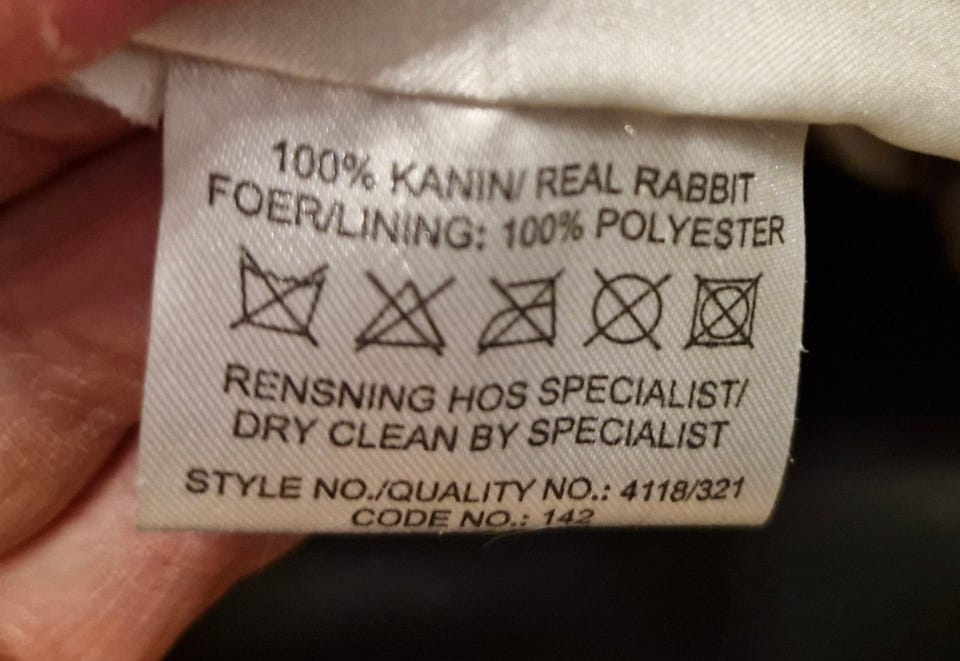 100% KANIN/ REAL RABBIT
FOER/LINING: 100% POLYESTER
RENSNING HOS SPECIALIST/
DRY CLEAN BY SPECIALIST
STYLE NO./QUALITY NO.: 4118/321
CODE NO.: 142